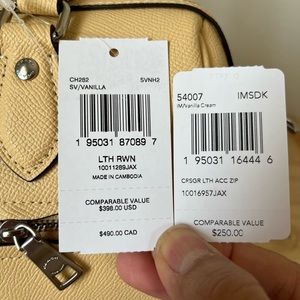 CH282 5VNH2
SV/VANILLA
1 95031 87089 7
LTH RWN
10011289JAX
MADE IN CAMBODIA
COMPARABLE VALUE
$398.00 USD
$490.00 CAD
54007 IMSDK
IM/Vanilla Cream
1 95031 16444 6
CRSGR LTH ACC ZIP
10016957JAX
COMPARABLE VALUE
$250.00